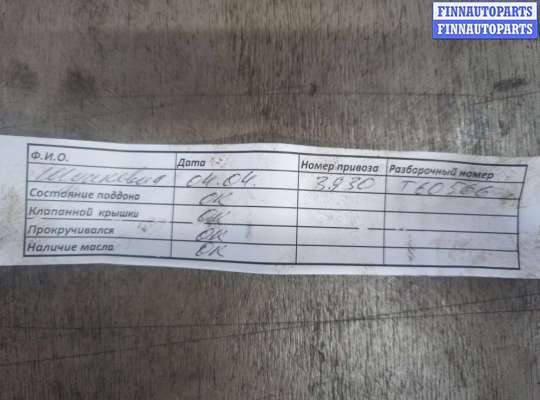 FINNAUTOPARTS
FINNAUTOPARTS
Ф.И.О. Дата Номер привоза Разборочный номер
04.04. 3.930 T60566
Состояние поддона ОК
Клапанной крышки ОК
Прокручивался ОК
Наличие масла ОК